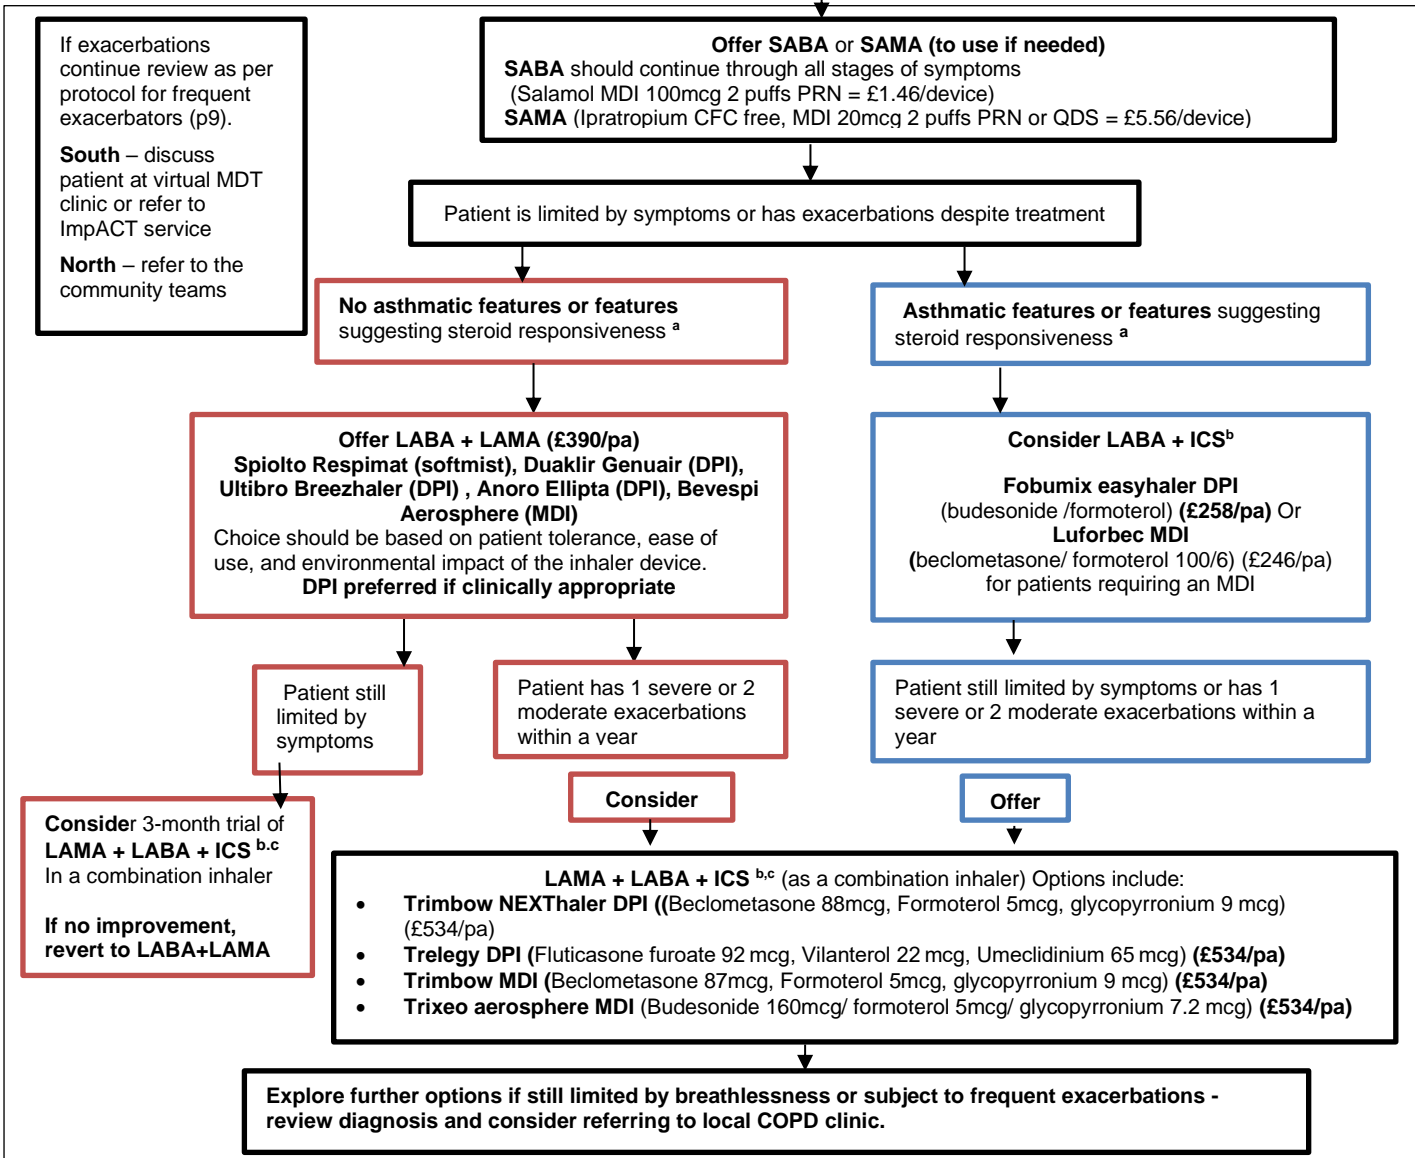 If exacerbations
continue review as per
protocol for frequent
exacerbators (p9).
South – discuss
patient at virtual MDT
clinic or refer to
ImpACT service
North – refer to the
community teams
Offer SABA or SAMA (to use if needed)
SABA should continue through all stages of symptoms
(Salamol MDI 100mcg 2 puffs PRN = £1.46/device)
SAMA (Ipratropium CFC free, MDI 20mcg 2 puffs PRN or QDS = £5.56/device)
Patient is limited by symptoms or has exacerbations despite treatment
No asthmatic features or features
suggesting steroid responsiveness a
Asthmatic features or features suggesting
steroid responsiveness a
Offer LABA + LAMA (£390/pa)
Spiolto Respimat (softmist), Duaklir Genuair (DPI),
Ultibro Breezhaler (DPI) , Anoro Ellipta (DPI), Bevespi
Aerosphere (MDI)
Choice should be based on patient tolerance, ease of
use, and environmental impact of the inhaler device.
DPI preferred if clinically appropriate
Consider LABA + ICSb
Fobumix easyhaler DPI
(budesonide /formoterol) (£258/pa) Or
Luforbec MDI
(beclometasone/ formoterol 100/6) (£246/pa)
for patients requiring an MDI
Patient still
limited by
symptoms
Patient has 1 severe or 2
moderate exacerbations
within a year
Patient still limited by symptoms or has 1
severe or 2 moderate exacerbations within a
year
Consider
Offer
Consider 3-month trial of
LAMA + LABA + ICS b.c
In a combination inhaler
If no improvement,
revert to LABA+LAMA
LAMA + LABA + ICS b,c (as a combination inhaler) Options include:
• Trimbow NEXThaler DPI ((Beclometasone 88mcg, Formoterol 5mcg, glycopyrronium 9 mcg)
(£534/pa)
• Trelegy DPI (Fluticasone furoate 92 mcg, Vilanterol 22 mcg, Umeclidinium 65 mcg) (£534/pa)
• Trimbow MDI (Beclometasone 87mcg, Formoterol 5mcg, glycopyrronium 9 mcg) (£534/pa)
• Trixeo aerosphere MDI (Budesonide 160mcg/ formoterol 5mcg/ glycopyrronium 7.2 mcg) (£534/pa)
Explore further options if still limited by breathlessness or subject to frequent exacerbations -
review diagnosis and consider referring to local COPD clinic.